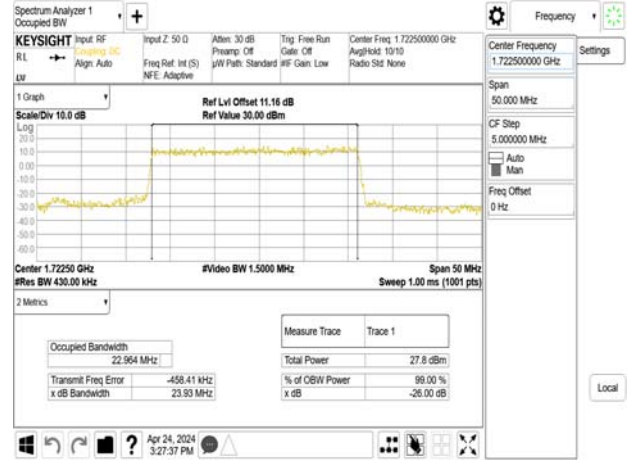 Spectrum Analyzer 1
Occupied BW
Frequency
KEYSIGHT
RL
LV
Input: RF
Coupling: DC
Align: Auto
Input Z: 50 Ω
Freq Ref: Int (S)
NFE: Adaptive
Atten: 30 dB
Preamp: Off
µW Path: Standard
Trig: Free Run
Gate: Off
#IF Gain: Low
Center Freq: 1.722500000 GHz
Avg|Hold: 10/10
Radio Std: None
1 Graph
Scale/Div 10.0 dB
Ref Lvl Offset 11.16 dB
Ref Value 30.00 dBm
Log
20.0
10.0
0.00
-10.0
-20.0
-30.0
-40.0
-50.0
-60.0
Center 1.72250 GHz
#Res BW 430.00 kHz
#Video BW 1.5000 MHz
Span 50 MHz
Sweep 1.00 ms (1001 pts)
2 Metrics
Occupied Bandwidth
22.964 MHz
Transmit Freq Error -458.41 kHz
x dB Bandwidth 23.93 MHz
Measure Trace Trace 1
Total Power 27.8 dBm
% of OBW Power 99.00 %
x dB -26.00 dB
Center Frequency
1.722500000 GHz
Span
50.000 MHz
CF Step
5.000000 MHz
Auto
Man
Freq Offset
0 Hz
Settings
Local
?
Apr 24, 2024
3:27:37 PM